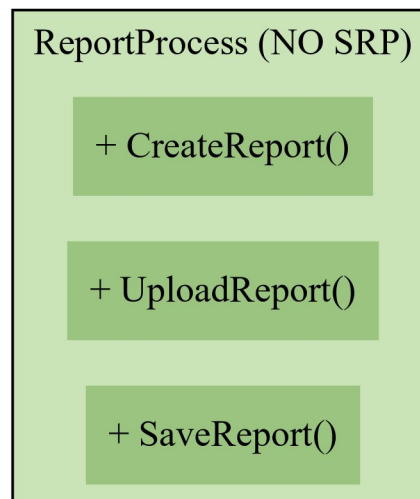 ReportProcess (NO SRP)
+ CreateReport()
+ UploadReport()
+ SaveReport()